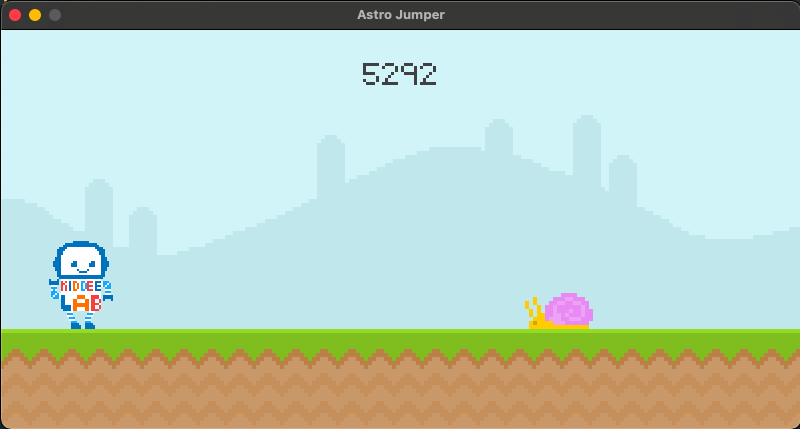 Astro Jumper
5292
KIDDEE
LAB